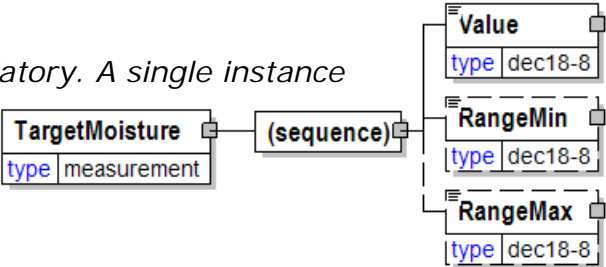 Value
type dec18-8
atory. A single instance
RangeMin
type dec18-8
TargetMoisture
type measurement
(sequence)
RangeMax
type dec18-8